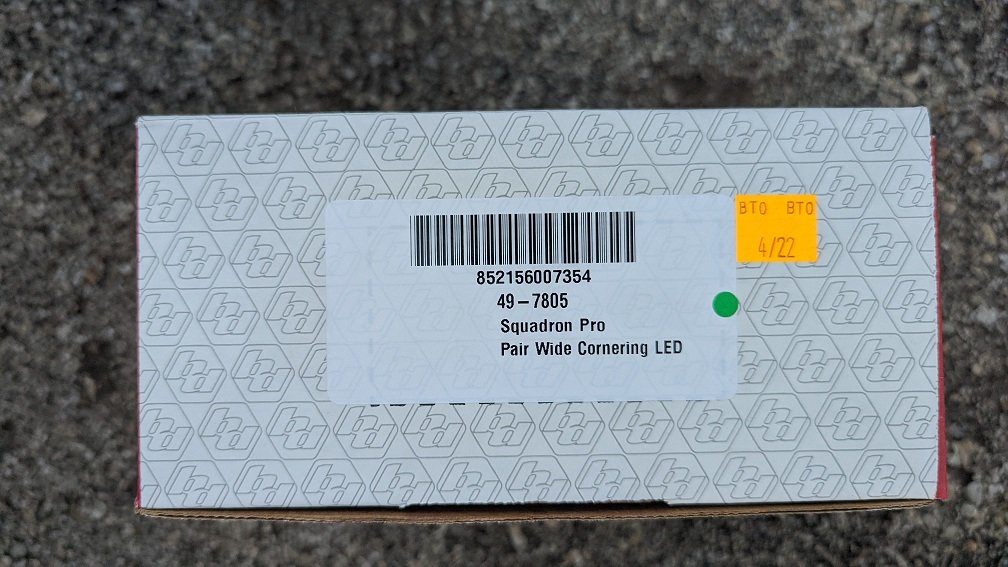 852156007354
49-7805
Squadron Pro
Pair Wide Cornering LED
BTO BTO
4/22